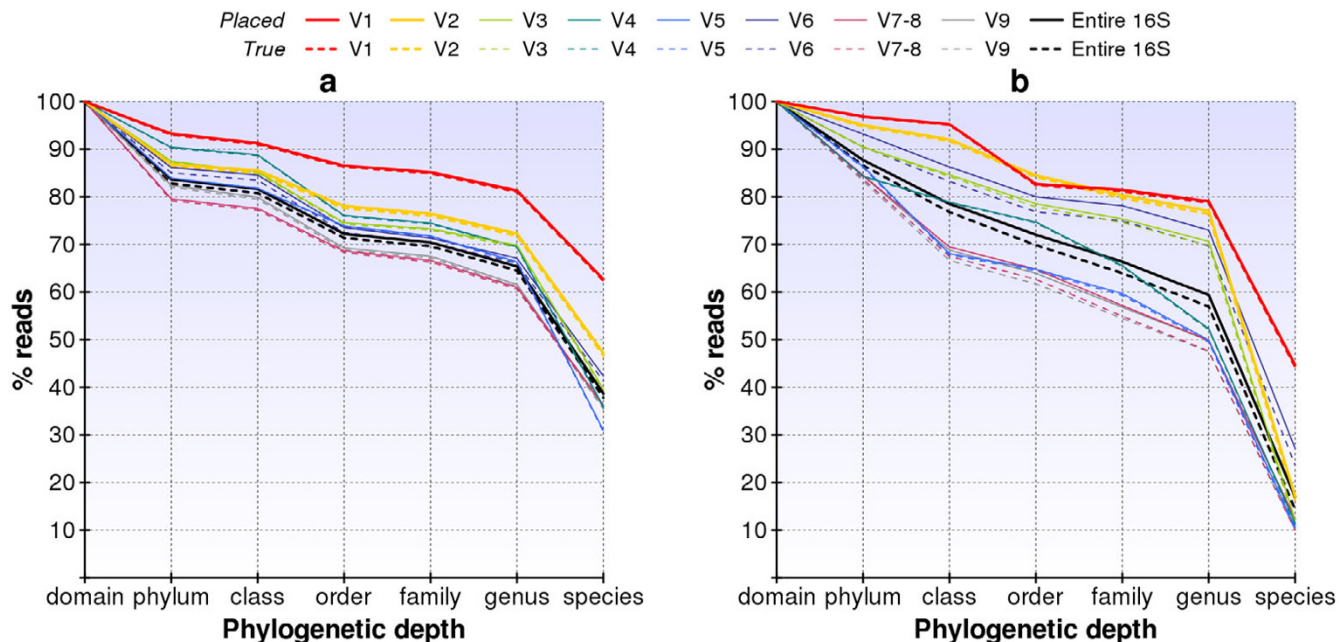 Placed V1 V2 V3 V4 V5 V6 V7-8 V9 Entire 16S
True V1 V2 V3 V4 V5 V6 V7-8 V9 Entire 16S
a
100
90
80
70
60
50
40
30
20
10
% reads
domain phylum class order family genus species
Phylogenetic depth
b
100
90
80
70
60
50
40
30
20
10
% reads
domain phylum class order family genus species
Phylogenetic depth